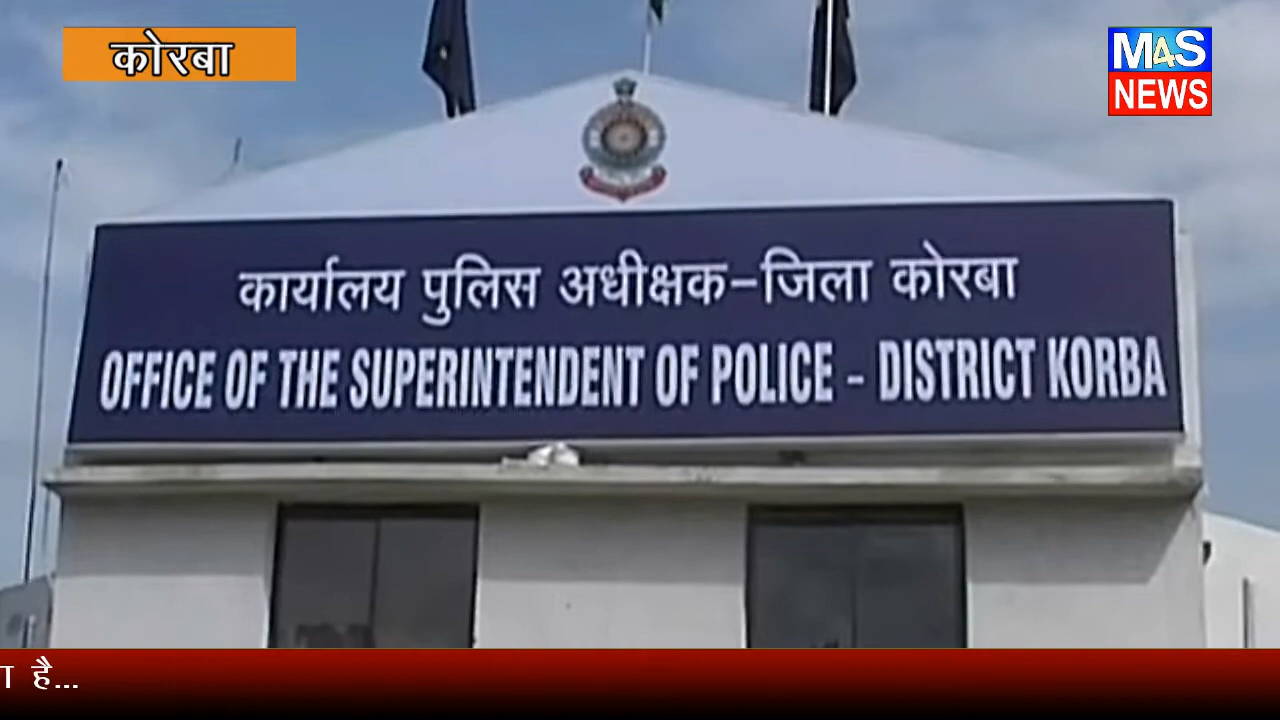 कोरबा
M4S
NEWS
कार्यालय पुलिस अधीक्षक-जिला कोरबा
OFFICE OF THE SUPERINTENDENT OF POLICE - DISTRICT KORBA
है...